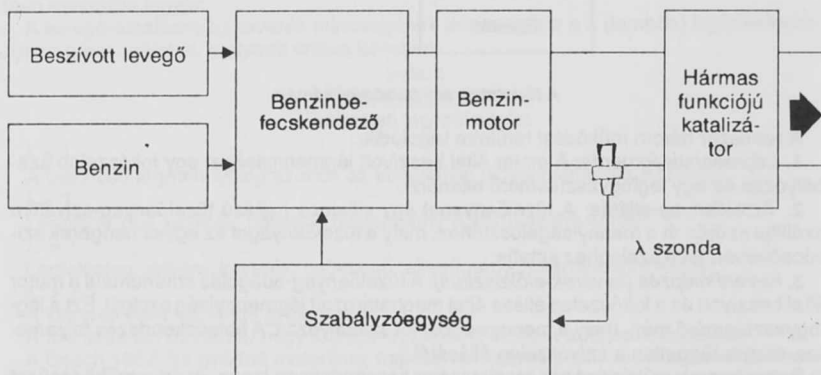 Beszívott levegő
Benzin
Benzinbe-
fecskendező
Benzin-
motor
Hármas
funkciójú
katalizá-
tor
λ szonda
Szabályzóegység